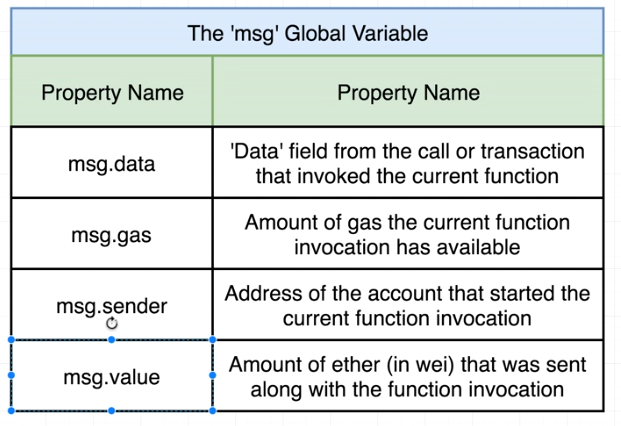 The 'msg' Global Variable
Property Name
Property Name
msg.data
'Data' field from the call or transaction
that invoked the current function
msg.gas
Amount of gas the current function
invocation has available
msg.sender
Address of the account that started the
current function invocation
msg.value
Amount of ether (in wei) that was sent
along with the function invocation